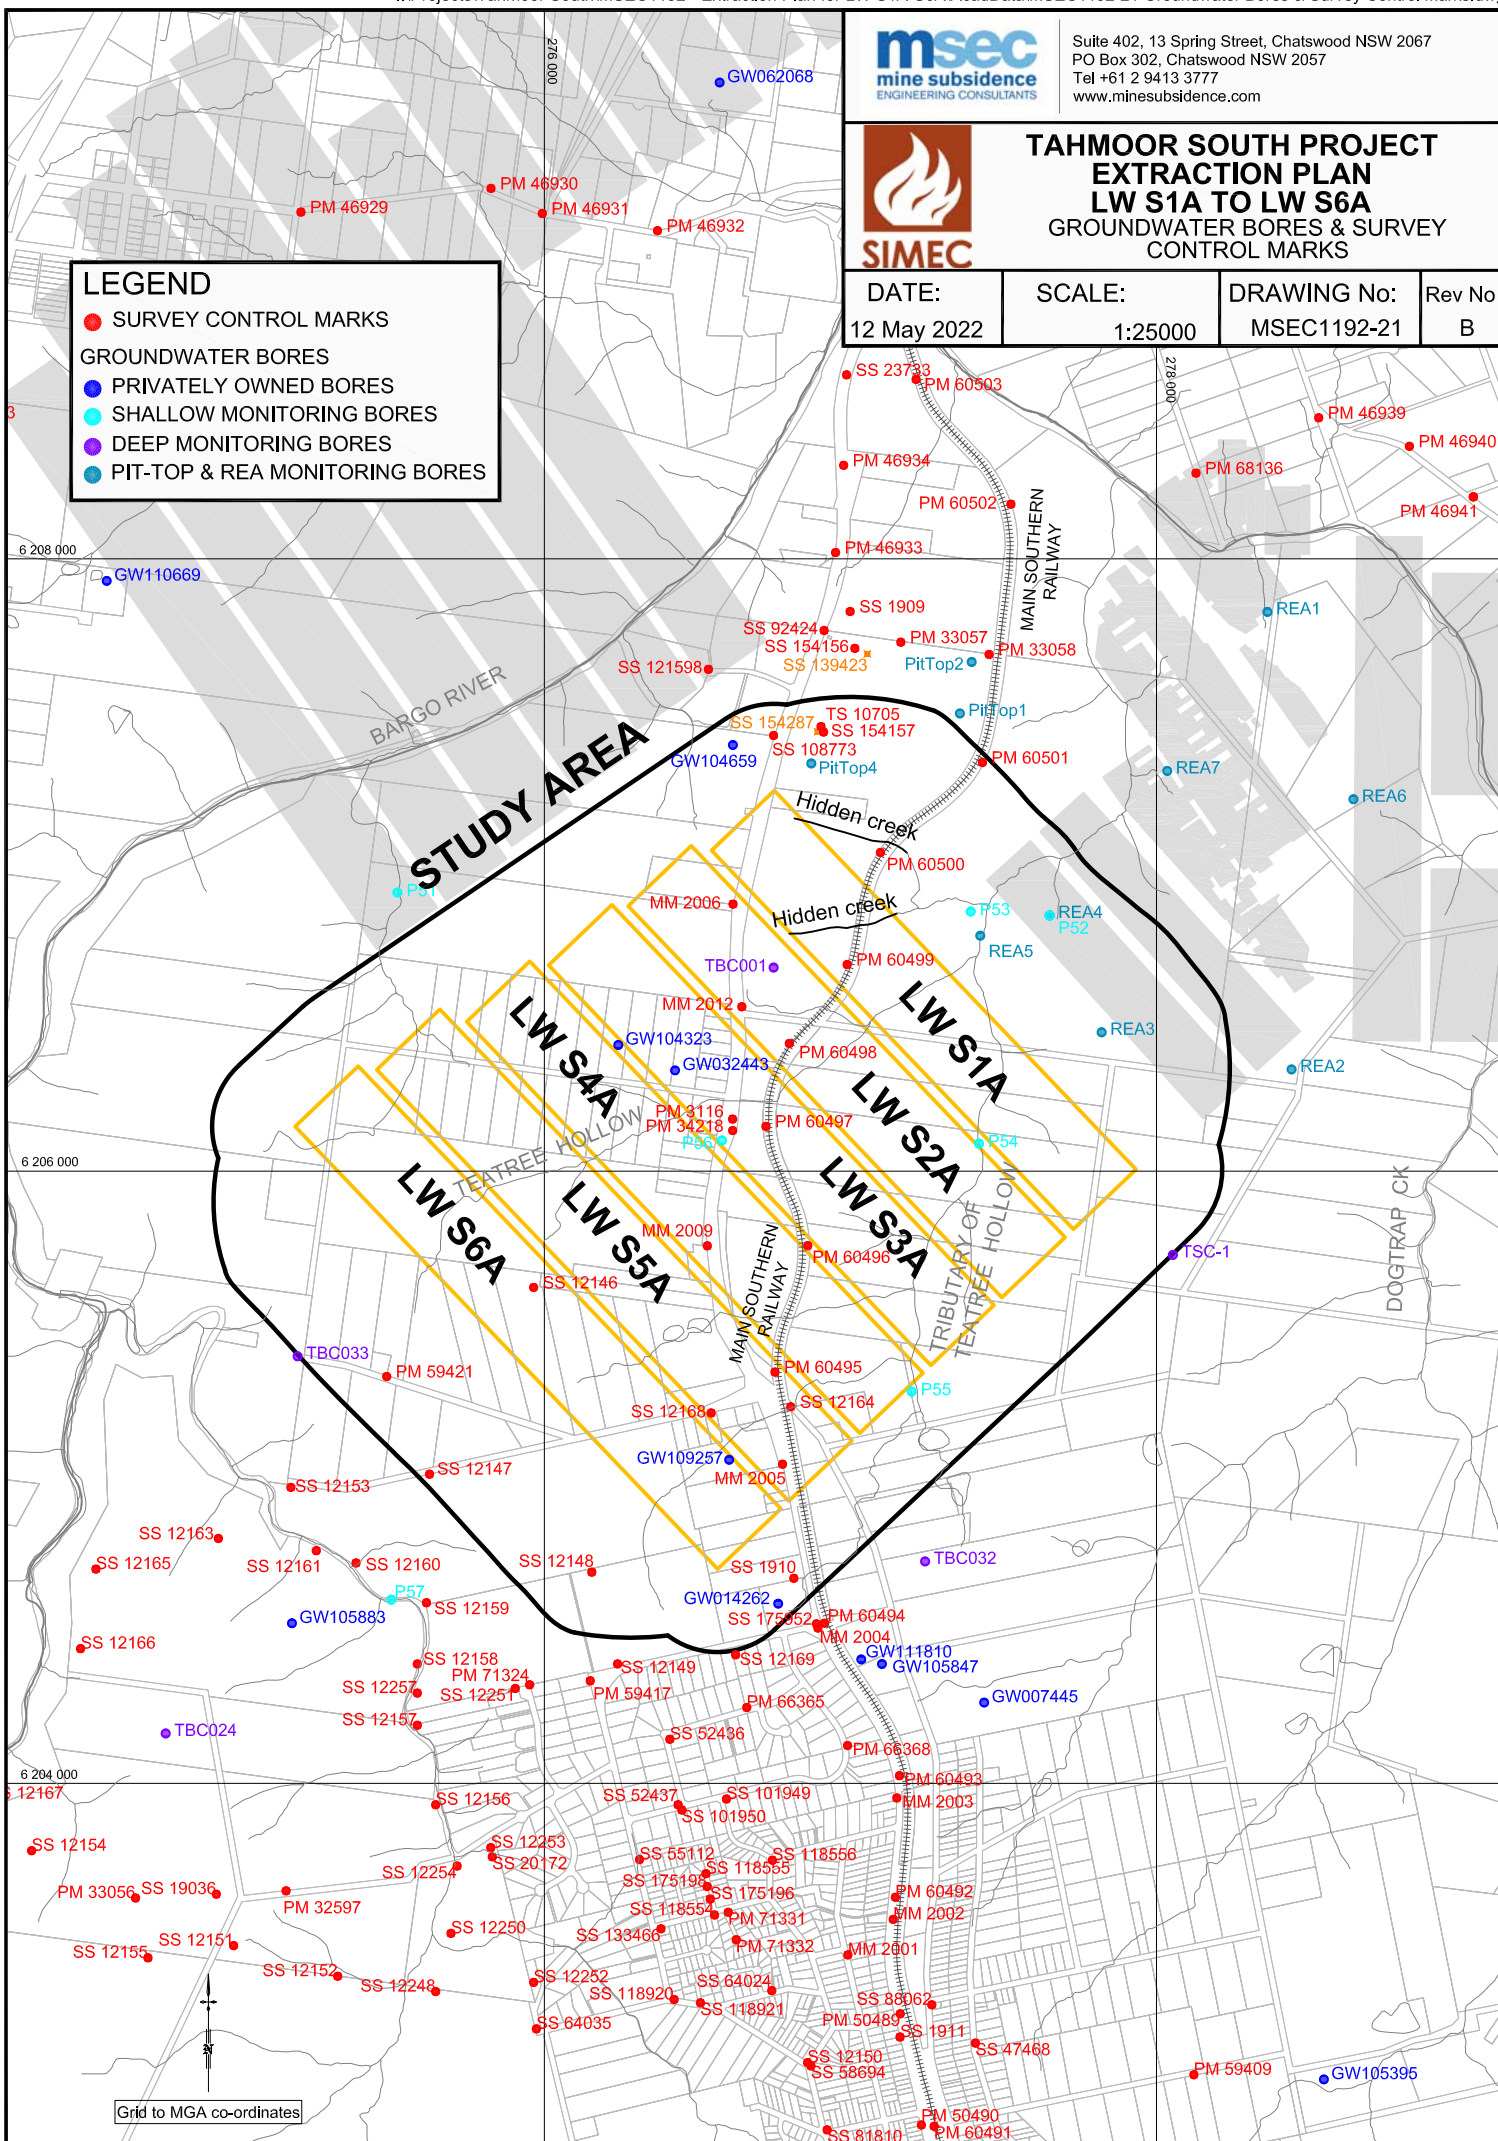 msec
mine subsidence
ENGINEERING CONSULTANTS
Suite 402, 13 Spring Street, Chatswood NSW 2067
PO Box 302, Chatswood NSW 2057
Tel +61 2 9413 3777
www.minesubsidence.com
SIMEC
TAHMOOR SOUTH PROJECT
EXTRACTION PLAN
LW S1A TO LW S6A
GROUNDWATER BORES & SURVEY
CONTROL MARKS
DATE:
12 May 2022
SCALE:
1:25000
DRAWING No:
MSEC1192-21
Rev No
B
276 000
GW062068
PM 46930
PM 46929
PM 46931
PM 46932
LEGEND
SURVEY CONTROL MARKS
GROUNDWATER BORES
PRIVATELY OWNED BORES
SHALLOW MONITORING BORES
DEEP MONITORING BORES
PIT-TOP & REA MONITORING BORES
278 000
SS 23733
PM 60503
PM 46939
PM 46940
PM 46934
PM 68136
PM 60502
PM 46941
MAIN SOUTHERN
RAILWAY
6 208 000
PM 46933
GW110669
SS 1909
REA1
SS 92424
PM 33057
SS 154156
PM 33058
SS 139423
PitTop2
SS 121598
BARGO RIVER
STUDY AREA
PitTop1
TS 10705
SS 154287
SS 154157
SS 108773
GW104659
PitTop4
PM 60501
REA7
REA6
Hidden creek
PM 60500
P51
MM 2006
Hidden creek
P53
REA4
P52
REA5
TBC001
PM 60499
LW S1A
MM 2012
LW S4A
GW104323
PM 60498
REA3
GW032443
REA2
LW S2A
PM 3116
PM 34218
PM 60497
P56
P54
TEATREE HOLLOW
6 206 000
LW S3A
LW S6A
LW S5A
DOGTRAP CK
MM 2009
PM 60496
TSC-1
TRIBUTARY OF
TEATREE HOLLOW
SS 12146
MAIN SOUTHERN
RAILWAY
TBC033
PM 59421
PM 60495
P55
SS 12168
SS 12164
GW109257
MM 2005
SS 12147
SS 12153
SS 12163
SS 12165
SS 12161
SS 12160
SS 12148
SS 1910
TBC032
P57
SS 12159
GW014262
GW105883
SS 175952
PM 60494
MM 2004
SS 12166
GW111810
GW105847
SS 12158
SS 12149
SS 12169
PM 71324
SS 12257
SS 12251
PM 59417
GW007445
PM 66365
SS 12157
TBC024
SS 52436
PM 66368
6 204 000
PM 60493
SS 52437
SS 101949
MM 2003
SS 12156
SS 101950
SS 12154
SS 12253
SS 20172
SS 12254
SS 55112
SS 118556
SS 118555
SS 175198
PM 33056
SS 19036
PM 32597
SS 175196
PM 60492
SS 118554
PM 71331
MM 2002
SS 12250
SS 133466
PM 71332
SS 12151
SS 12155
MM 2001
SS 12152
SS 12248
SS 12252
SS 64024
SS 118920
SS 118921
SS 88062
PM 50489
SS 64035
SS 1911
SS 47468
SS 12150
SS 58694
PM 59409
GW105395
N
Grid to MGA co-ordinates
PM 50490
PM 60491
SS 81810